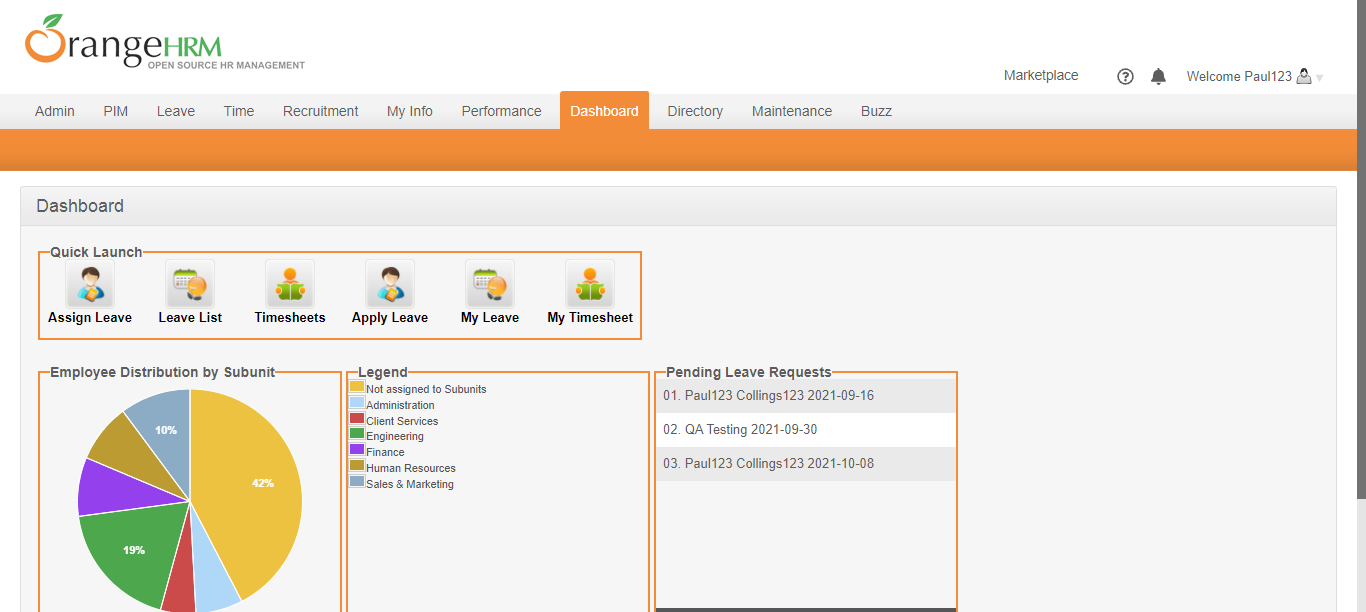 OrangeHRM
OPEN SOURCE HR MANAGEMENT
Marketplace
Welcome Paul123
Admin PIM Leave Time Recruitment My Info Performance Dashboard Directory Maintenance Buzz
Dashboard
Quick Launch
Assign Leave Leave List Timesheets Apply Leave My Leave My Timesheet
Employee Distribution by Subunit
10%
42%
19%
Legend
Not assigned to Subunits
Administration
Client Services
Engineering
Finance
Human Resources
Sales & Marketing
Pending Leave Requests
01. Paul123 Collings123 2021-09-16
02. QA Testing 2021-09-30
03. Paul123 Collings123 2021-10-08